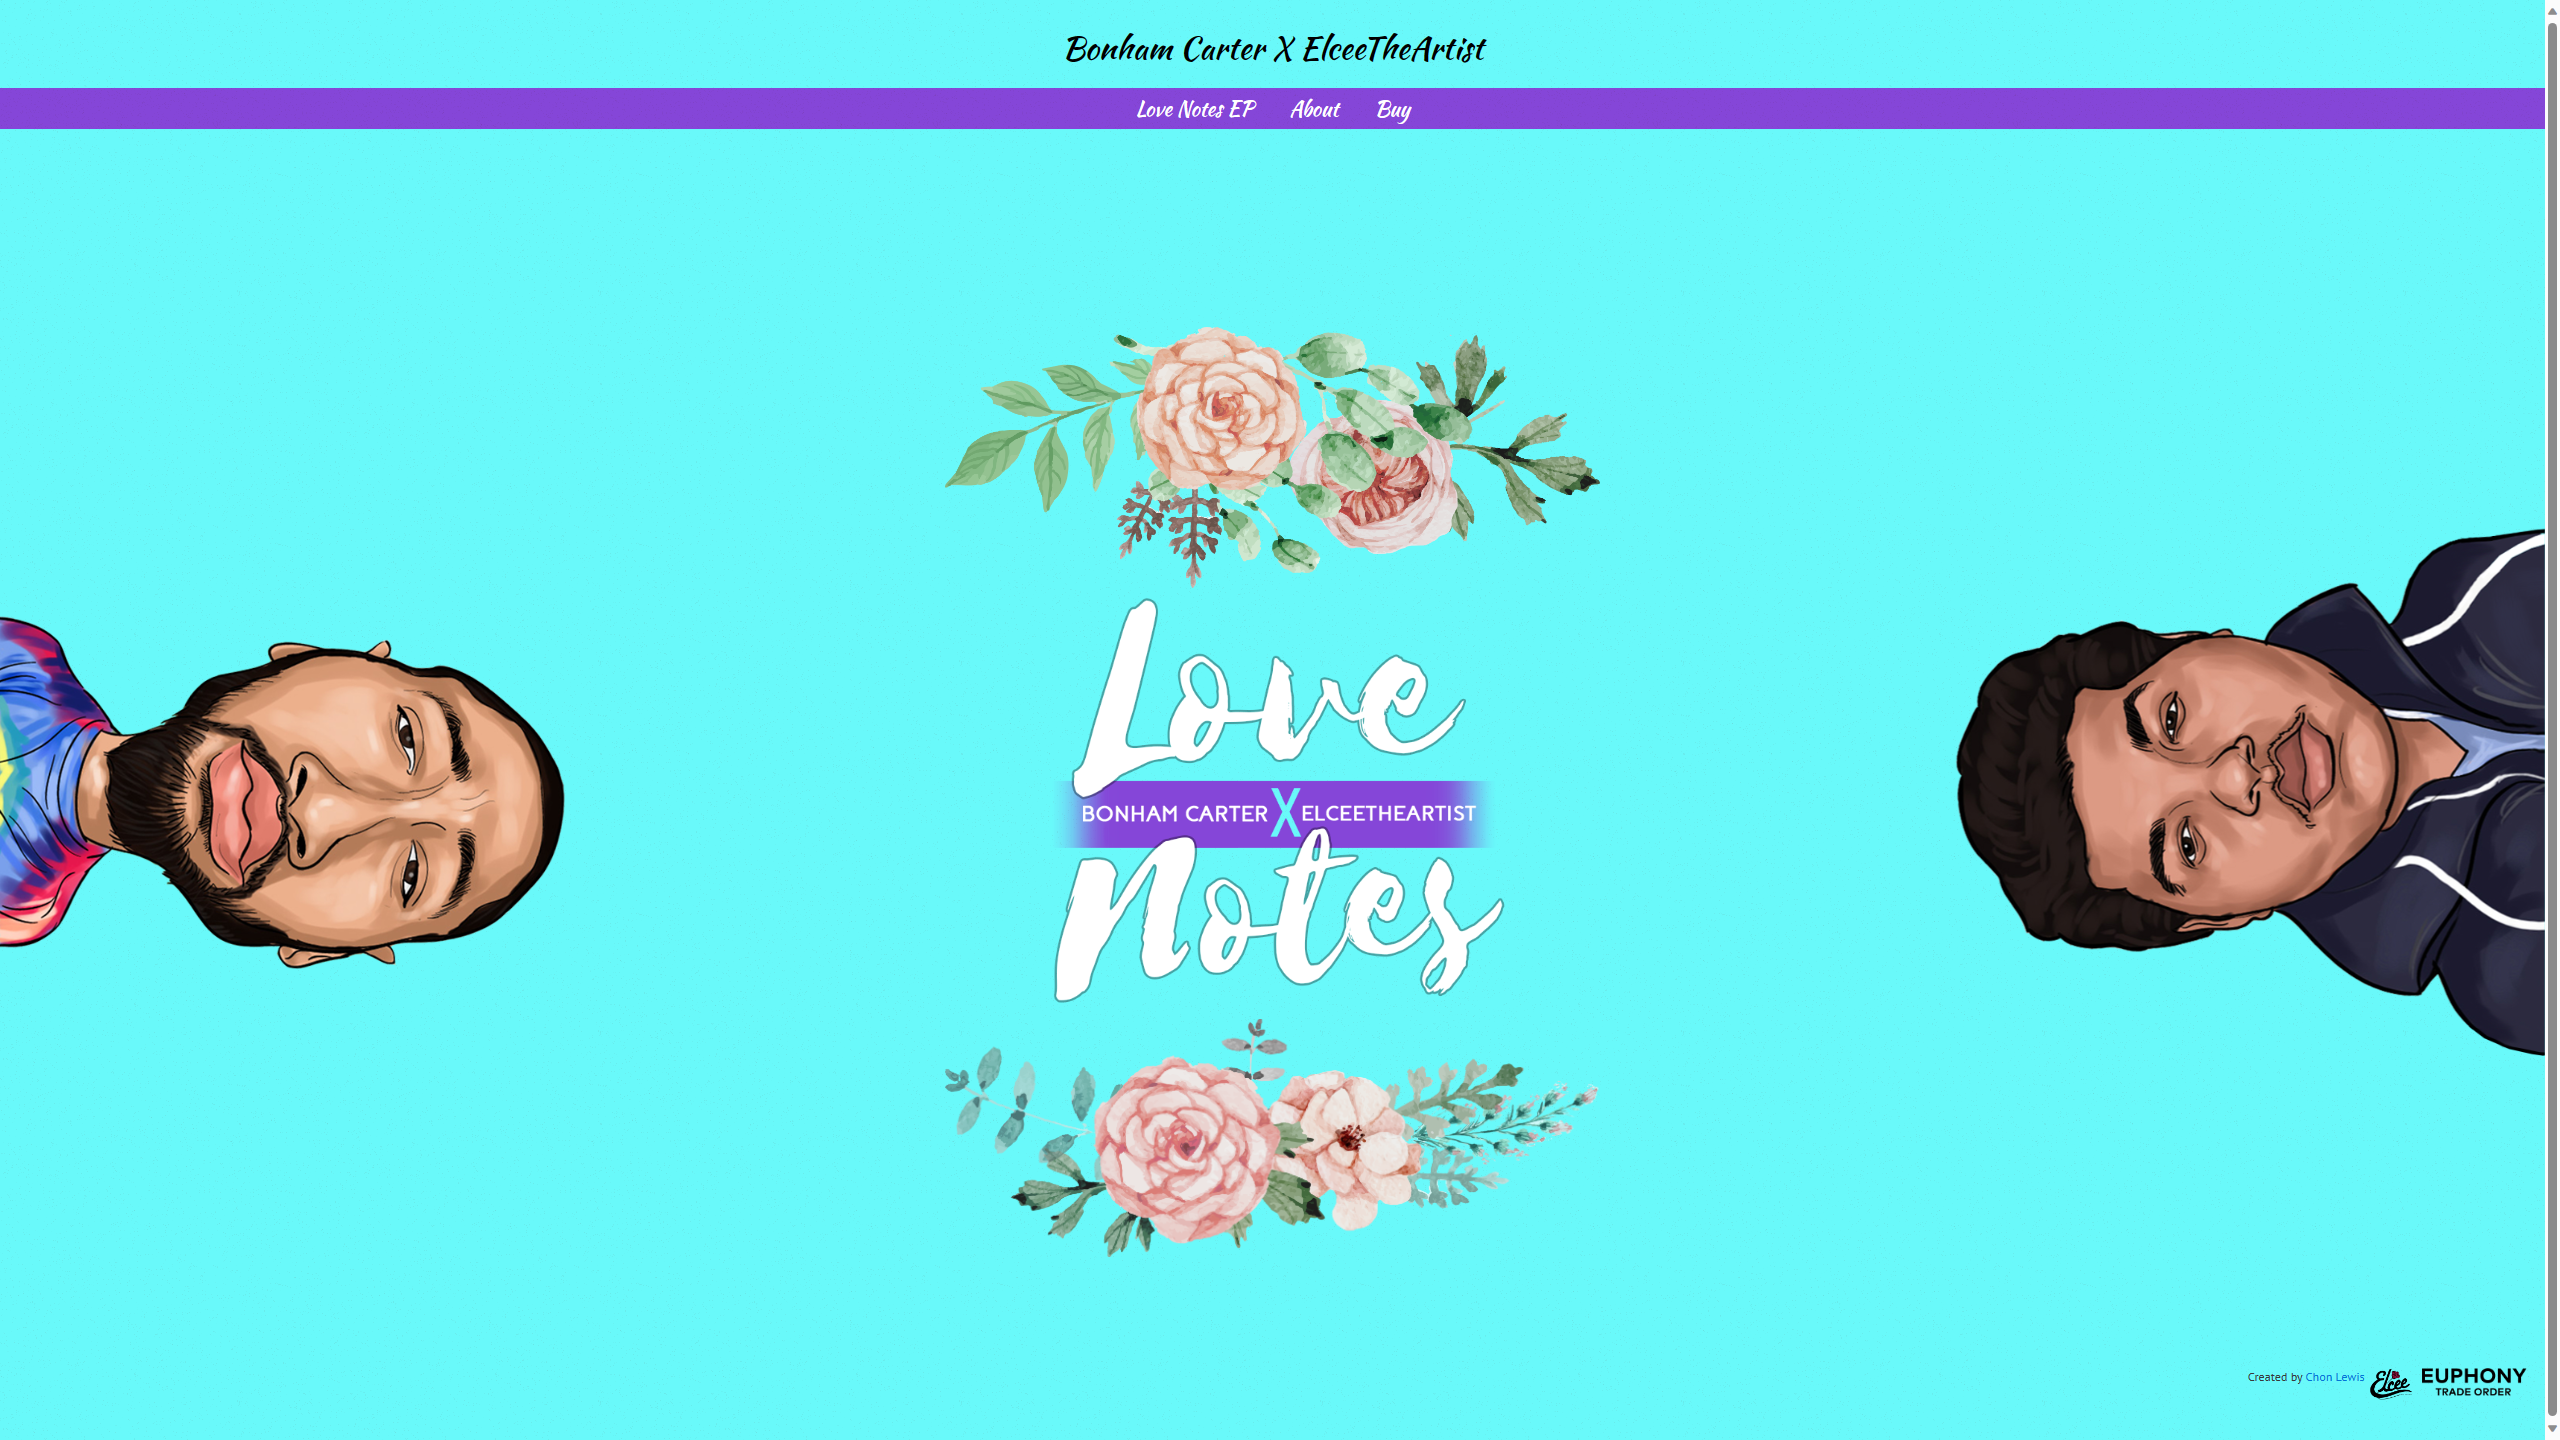 Bonham Carter X ElceeTheArtist
Love Notes EP About Buy
Love
BONHAM CARTER X ELCEETHEARTIST
Notes
Created by Chon Lewis Elcee EUPHONY
TRADE ORDER